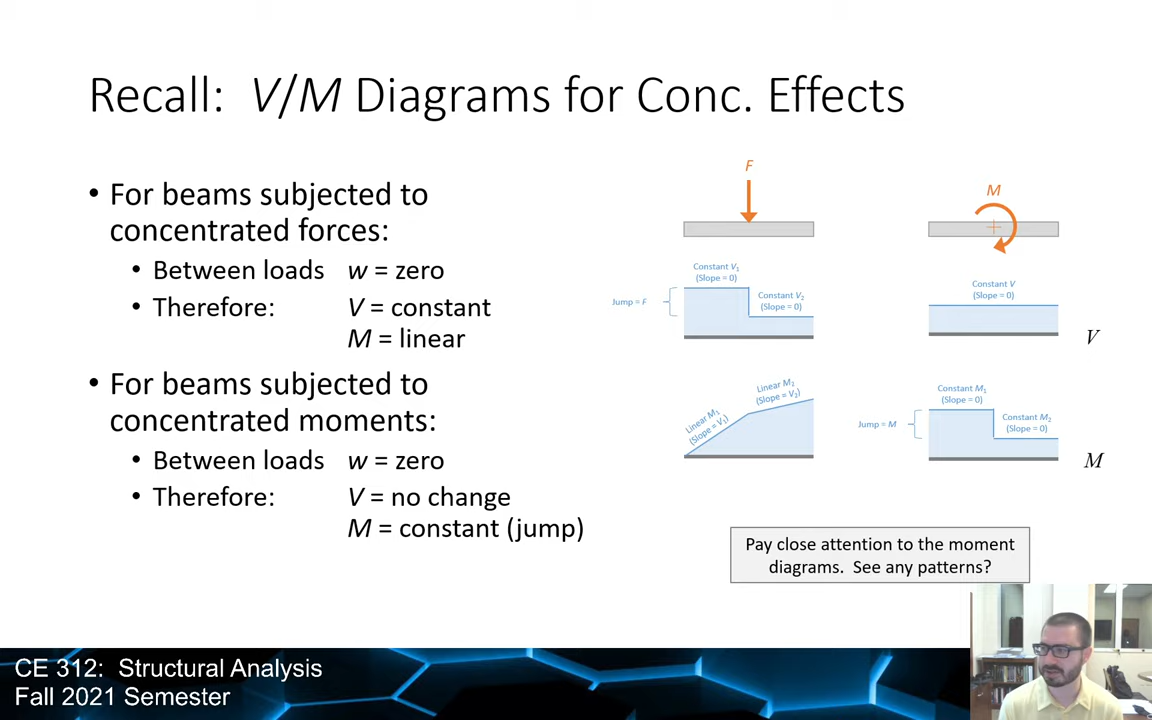 Recall: V/M Diagrams for Conc. Effects
• For beams subjected to
concentrated forces:
• Between loads w = zero
• Therefore: V = constant
M = linear
• For beams subjected to
concentrated moments:
• Between loads w = zero
• Therefore: V = no change
M = constant (jump)
F
Constant V₁
(Slope = 0)
Jump = F
Constant V₂
(Slope = 0)
Linear M₁
(Slope = V₁)
Linear M₂
(Slope = V₂)
M
Constant V
(Slope = 0)
V
Constant M₁
(Slope = 0)
Jump = M
Constant M₂
(Slope = 0)
M
Pay close attention to the moment
diagrams. See any patterns?
CE 312: Structural Analysis
Fall 2021 Semester